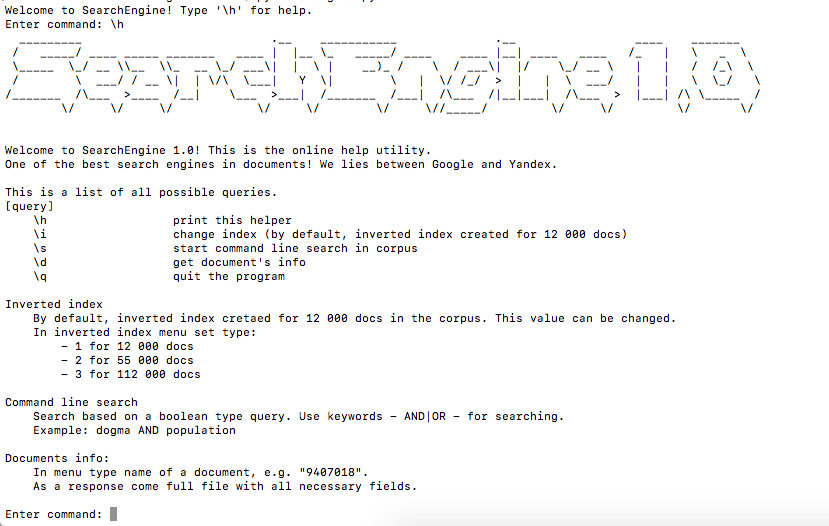 Welcome to SearchEngine! Type '\h' for help.
Enter command: \h
SearchEngine 1.0
Welcome to SearchEngine 1.0! This is the online help utility.
One of the best search engines in documents! We lies between Google and Yandex.
This is a list of all possible queries.
[query]
\h print this helper
\i change index (by default, inverted index created for 12 000 docs)
\s start command line search in corpus
\d get document's info
\q quit the program
Inverted index
By default, inverted index cretaed for 12 000 docs in the corpus. This value can be changed.
In inverted index menu set type:
– 1 for 12 000 docs
– 2 for 55 000 docs
– 3 for 112 000 docs
Command line search
Search based on a boolean type query. Use keywords – AND|OR – for searching.
Example: dogma AND population
Documents info:
In menu type name of a document, e.g. "9407018".
As a response come full file with all necessary fields.
Enter command: